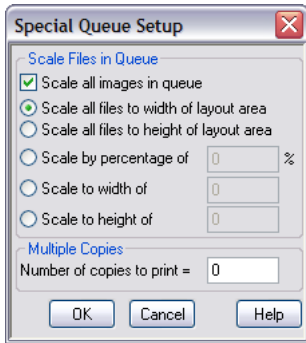 Special Queue Setup
Scale Files in Queue
Scale all images in queue
Scale all files to width of layout area
Scale all files to height of layout area
Scale by percentage of 0 %
Scale to width of 0
Scale to height of 0
Multiple Copies
Number of copies to print = 0
OK Cancel Help